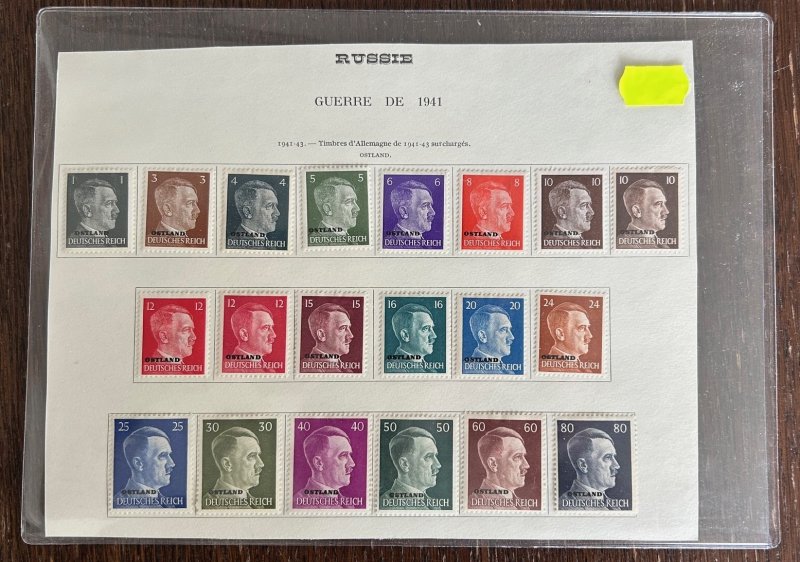 RUSSIE
GUERRE DE 1941
1941-43. — Timbres d'Allemagne de 1941-43 surchargés.
OSTLAND.
1 3 3 4 4 5 5 6 6 8 8 10 10 10 10
OSTLAND OSTLAND OSTLAND OSTLAND OSTLAND OSTLAND OSTLAND OSTLAND
DEUTSCHES REICH DEUTSCHES REICH DEUTSCHES REICH DEUTSCHES REICH DEUTSCHES REICH DEUTSCHES REICH DEUTSCHES REICH DEUTSCHES REICH
12 12 12 12 15 15 16 16 20 20 24 24
OSTLAND OSTLAND OSTLAND OSTLAND OSTLAND OSTLAND
DEUTSCHES REICH DEUTSCHES REICH DEUTSCHES REICH DEUTSCHES REICH DEUTSCHES REICH DEUTSCHES REICH
25 25 30 30 40 40 50 50 60 60 80 80
OSTLAND OSTLAND OSTLAND OSTLAND OSTLAND OSTLAND
DEUTSCHES REICH DEUTSCHES REICH DEUTSCHES REICH DEUTSCHES REICH DEUTSCHES REICH DEUTSCHES REICH